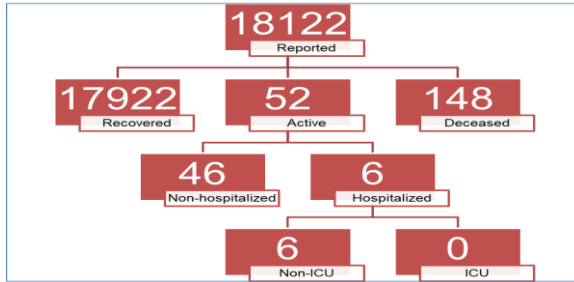 18122
Reported
17922
Recovered
52
Active
148
Deceased
46
Non-hospitalized
6
Hospitalized
6
Non-ICU
0
ICU